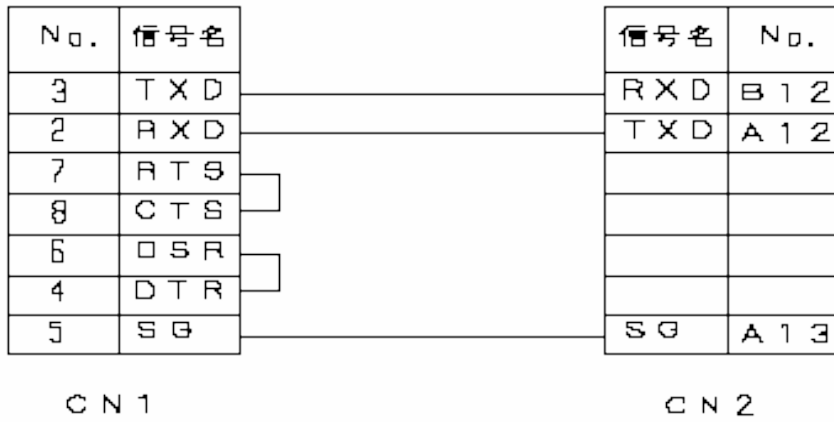 No. 信号名 信号名 No.
3 TXD RXD B12
2 RXD TXD A12
7 RTS
8 CTS
6 DSR
4 DTR
5 SG SG A13
CN1 CN2